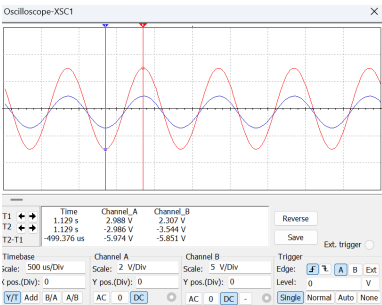 Oscilloscope-XSC1
Time Channel_A Channel_B
T1 1.129 s 2.988 V 2.307 V
T2 1.129 s -2.986 V -3.544 V
T2-T1 -499.376 us -5.974 V -5.851 V
Reverse
Save
Ext. trigger
Timebase Channel A Channel B Trigger
Scale: 500 us/Div Scale: 2 V/Div Scale: 5 V/Div Edge: A B Ext
X pos.(Div): 0 Y pos.(Div): 0 Y pos.(Div): 0 Level: 0 V
Y/T Add B/A A/B AC 0 DC AC 0 DC - Single Normal Auto None